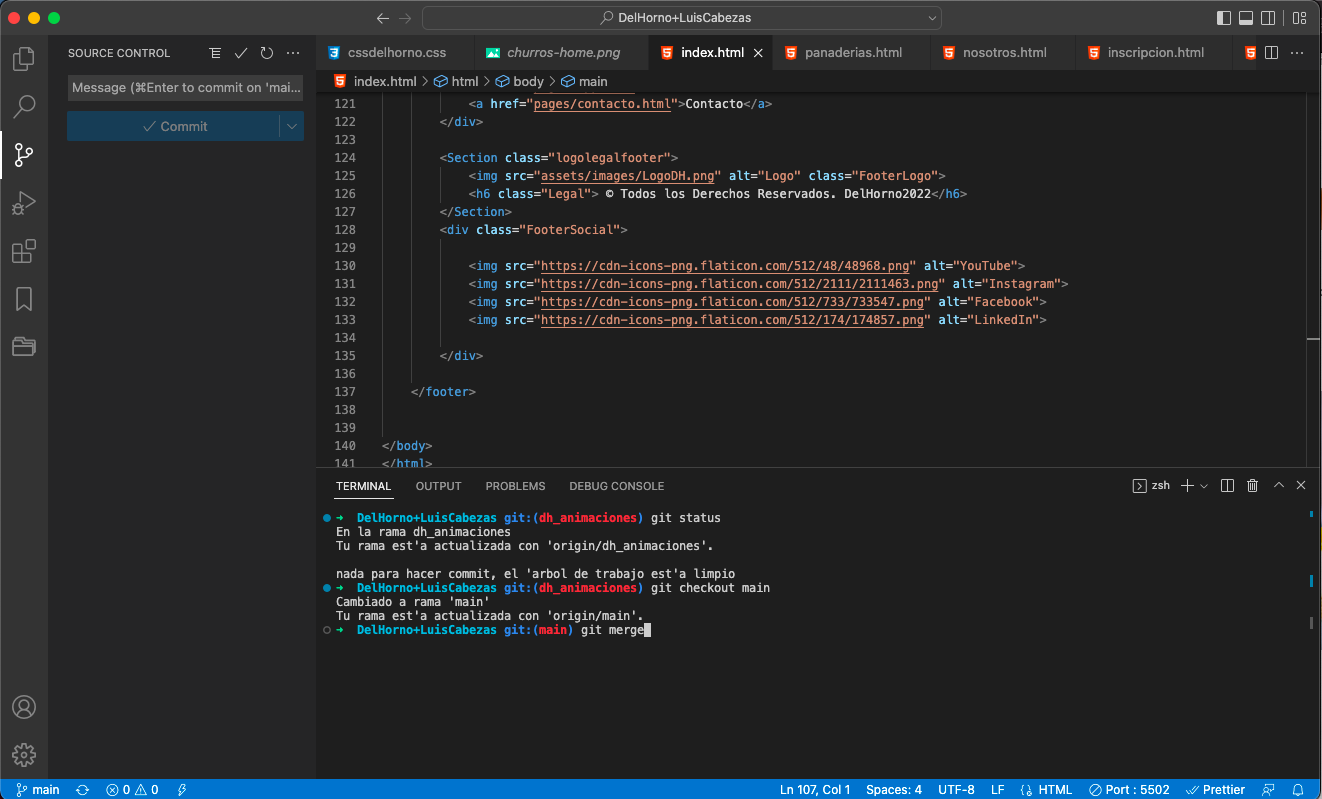 DelHorno+LuisCabezas
SOURCE CONTROL
Message (⌘Enter to commit on 'mai...
Commit
cssdelhorno.css
churros-home.png
index.html
panaderias.html
nosotros.html
inscripcion.html
index.html > html > body > main
121 <a href="pages/contacto.html">Contacto</a>
122 </div>
123
124 <Section class="logolegalfooter">
125 <img src="assets/images/LogoDH.png" alt="Logo" class="FooterLogo">
126 <h6 class="Legal"> © Todos los Derechos Reservados. DelHorno2022</h6>
127 </Section>
128 <div class="FooterSocial">
129
130 <img src="https://cdn-icons-png.flaticon.com/512/48/48968.png" alt="YouTube">
131 <img src="https://cdn-icons-png.flaticon.com/512/2111/2111463.png" alt="Instagram">
132 <img src="https://cdn-icons-png.flaticon.com/512/733/733547.png" alt="Facebook">
133 <img src="https://cdn-icons-png.flaticon.com/512/174/174857.png" alt="LinkedIn">
134
135 </div>
136
137 </footer>
138
139
140 </body>
141 </html>
TERMINAL OUTPUT PROBLEMS DEBUG CONSOLE
zsh
➜ DelHorno+LuisCabezas git:(dh_animaciones) git status
En la rama dh_animaciones
Tu rama est'a actualizada con 'origin/dh_animaciones'.
nada para hacer commit, el 'arbol de trabajo est'a limpio
➜ DelHorno+LuisCabezas git:(dh_animaciones) git checkout main
Cambiado a rama 'main'
Tu rama est'a actualizada con 'origin/main'.
➜ DelHorno+LuisCabezas git:(main) git merge
main 0 0 Ln 107, Col 1 Spaces: 4 UTF-8 LF HTML Port : 5502 Prettier